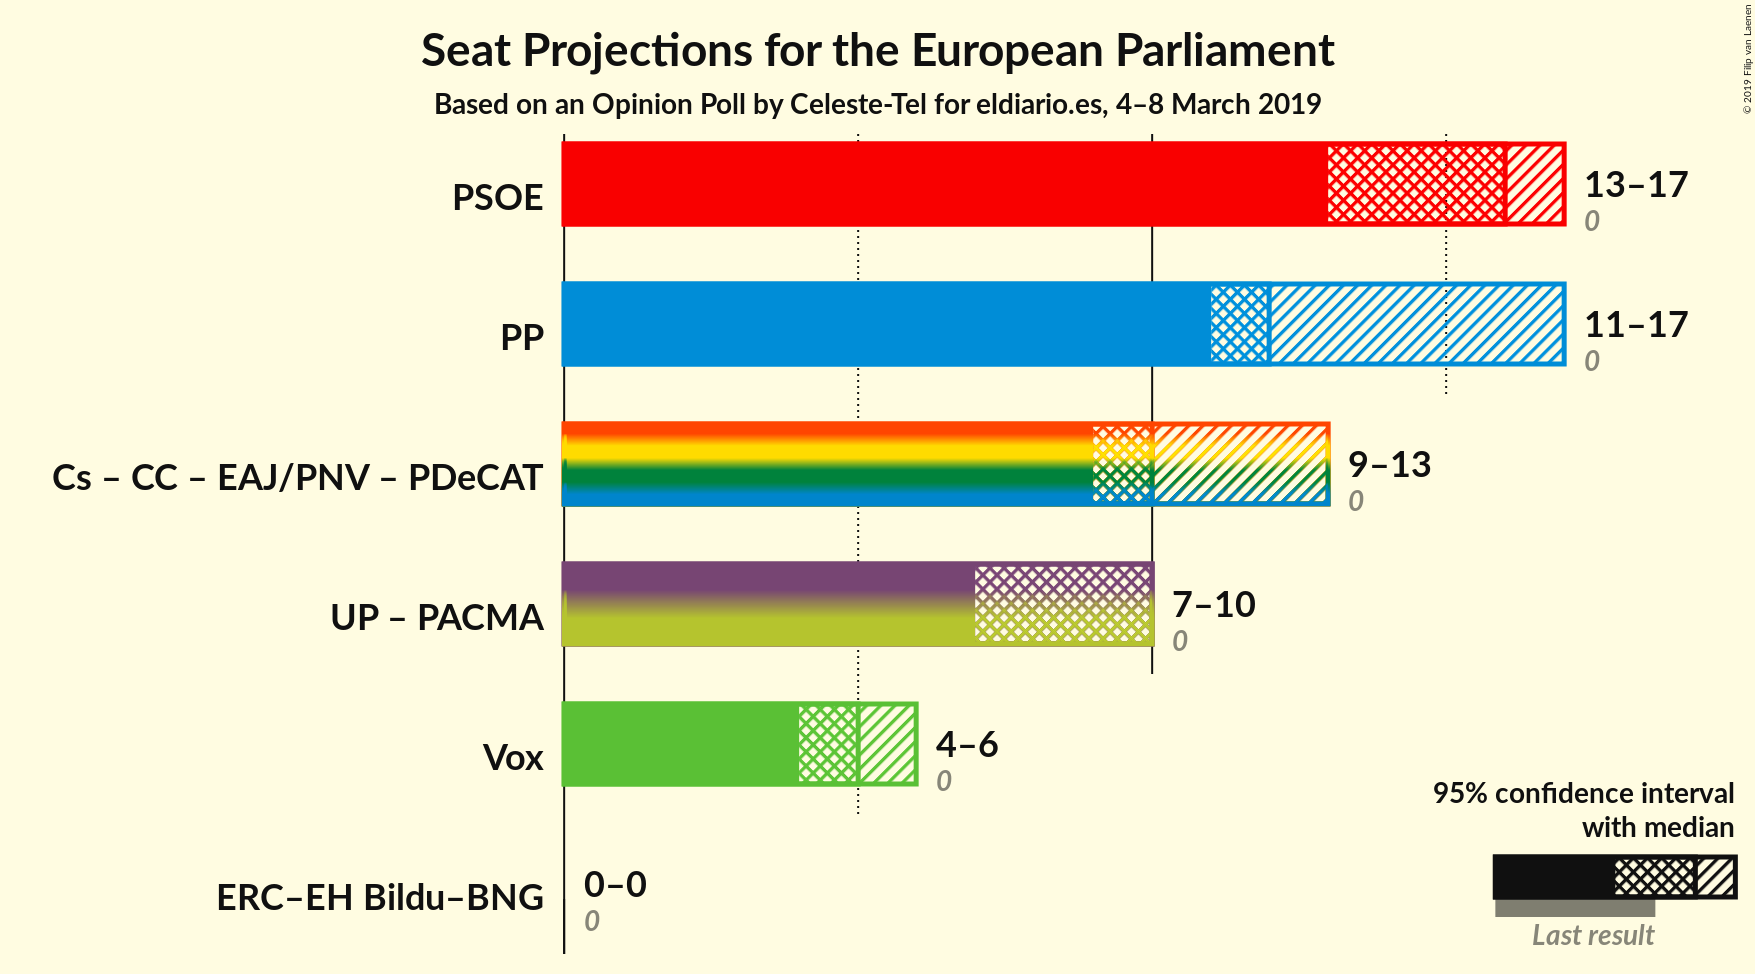 Seat Projections for the European Parliament
Based on an Opinion Poll by Celeste-Tel for eldiario.es, 4–8 March 2019
© 2019 Filip van Laenen
PSOE
13–17
0
PP
11–17
0
Cs – CC – EAJ/PNV – PDeCAT
9–13
0
UP – PACMA
7–10
0
Vox
4–6
0
ERC–EH Bildu–BNG
0–0
0
95% confidence interval
with median
Last result